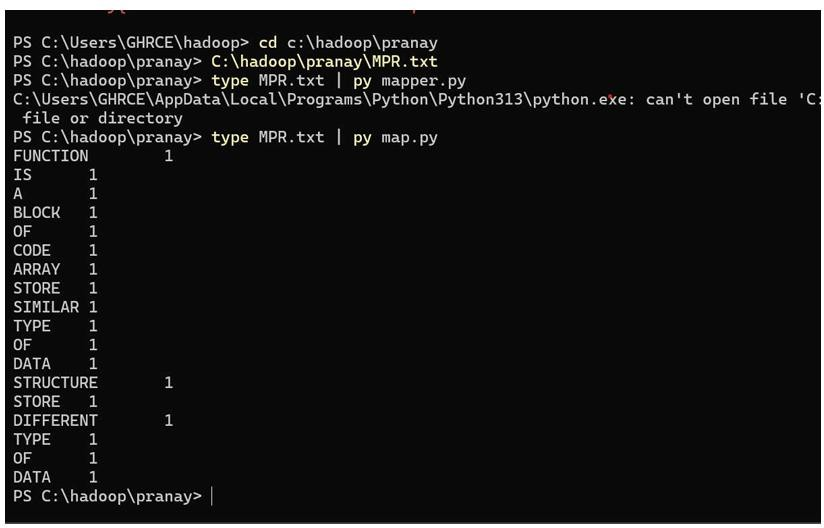 PS C:\Users\GHRCE\hadoop> cd c:\hadoop\pranay
PS C:\hadoop\pranay> C:\hadoop\pranay\MPR.txt
PS C:\hadoop\pranay> type MPR.txt | py mapper.py
C:\Users\GHRCE\AppData\Local\Programs\Python\Python313\python.exe: can't open file 'C:
 file or directory
PS C:\hadoop\pranay> type MPR.txt | py map.py
FUNCTION        1
IS      1
A       1
BLOCK   1
OF      1
CODE    1
ARRAY   1
STORE   1
SIMILAR 1
TYPE    1
OF      1
DATA    1
STRUCTURE       1
STORE   1
DIFFERENT       1
TYPE    1
OF      1
DATA    1
PS C:\hadoop\pranay>